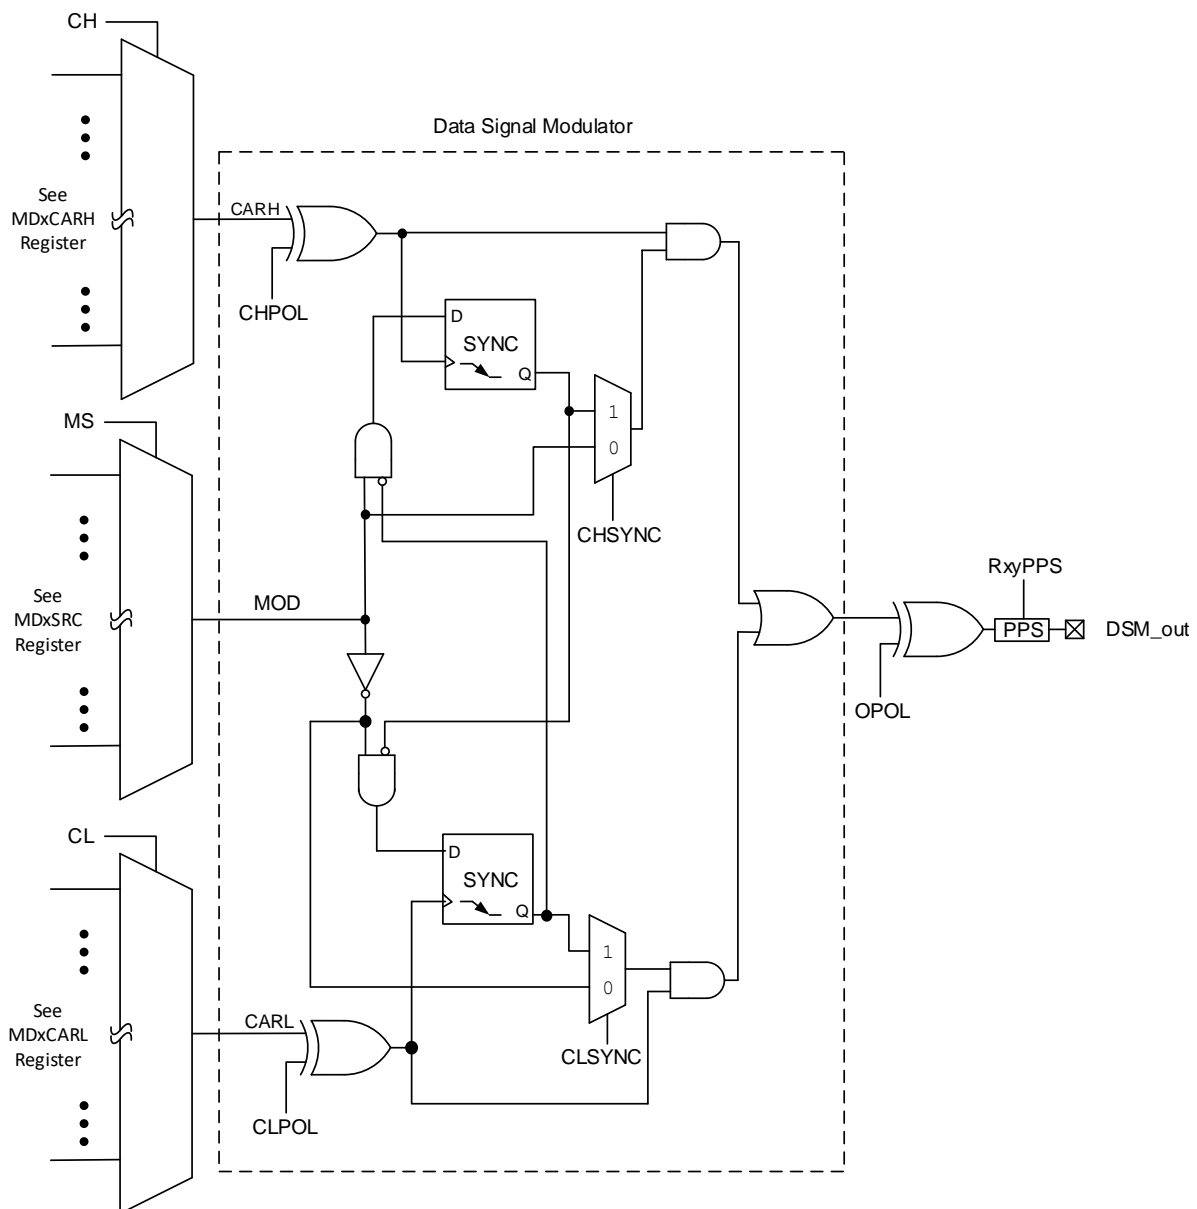 CH
Data Signal Modulator
See
MDxCARH
Register
CARH
CHPOL
D
SYNC
Q
1
0
CHSYNC
MS
See
MDxSRC
Register
MOD
RxyPPS
PPS
DSM_out
OPOL
CL
D
SYNC
Q
1
0
CLSYNC
See
MDxCARL
Register
CARL
CLPOL